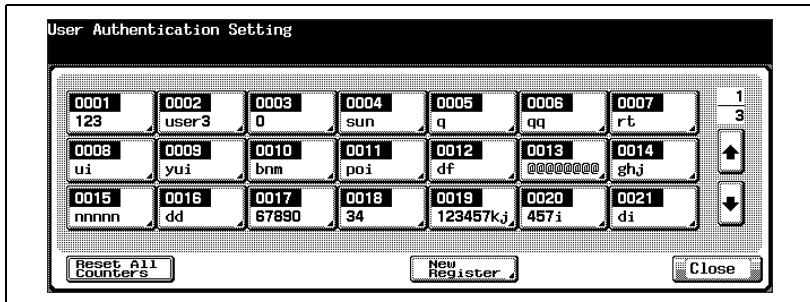 User Authentication Setting
0001 0002 0003 0004 0005 0006 0007 1
123 user3 0 sun q qq rt 3
0008 0009 0010 0011 0012 0013 0014
ui yui bnm poi df @@@@@@@@ ghj
0015 0016 0017 0018 0019 0020 0021
nnnnn dd 67890 34 123457kj 457i di
Reset All
Counters
New
Register
Close